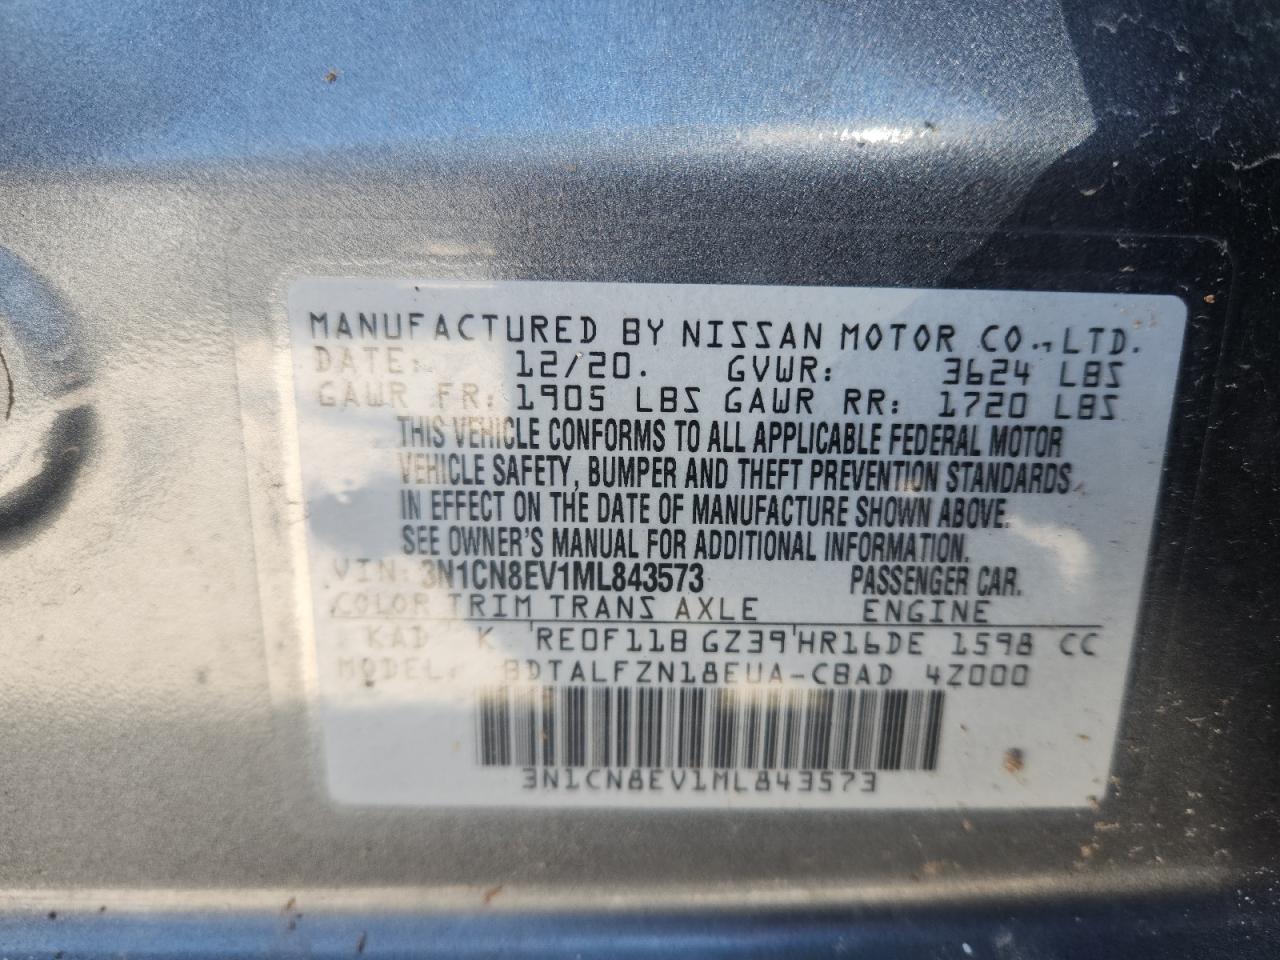 MANUFACTURED BY NISSAN MOTOR CO., LTD.
DATE: 12/20. GVWR: 3624 LBS
GAWR FR: 1905 LBS GAWR RR: 1720 LBS
THIS VEHICLE CONFORMS TO ALL APPLICABLE FEDERAL MOTOR
VEHICLE SAFETY, BUMPER AND THEFT PREVENTION STANDARDS
IN EFFECT ON THE DATE OF MANUFACTURE SHOWN ABOVE.
SEE OWNER'S MANUAL FOR ADDITIONAL INFORMATION.
VIN: 3N1CN8EV1ML843573 PASSENGER CAR.
COLOR TRIM TRANS AXLE ENGINE
KAD K RE0F11B GZ39 HR16DE 1598 CC
MODEL: BDTALFZN18EUA-CBAD 4Z000
3N1CN8EV1ML843573